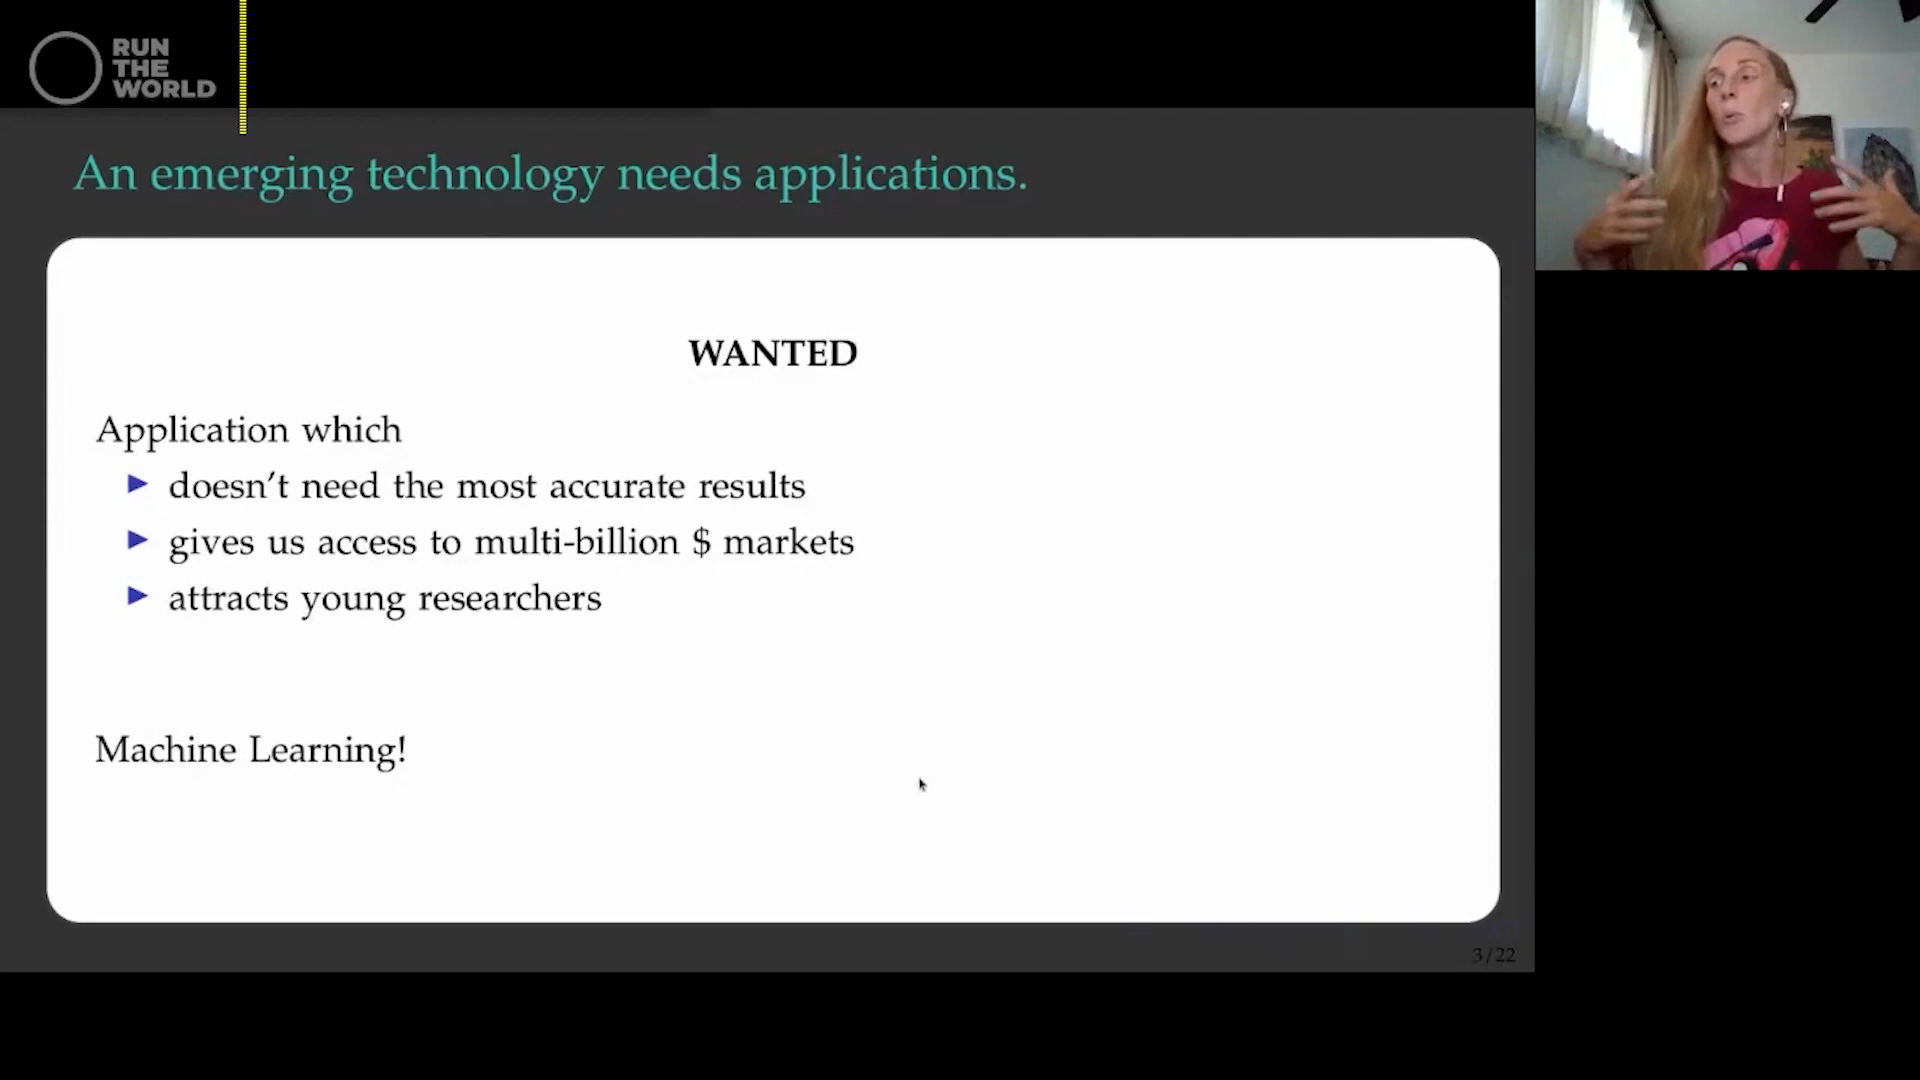 RUN
THE
WORLD
An emerging technology needs applications.
WANTED
Application which
▶ doesn't need the most accurate results
▶ gives us access to multi-billion $ markets
▶ attracts young researchers
Machine Learning!
3/22